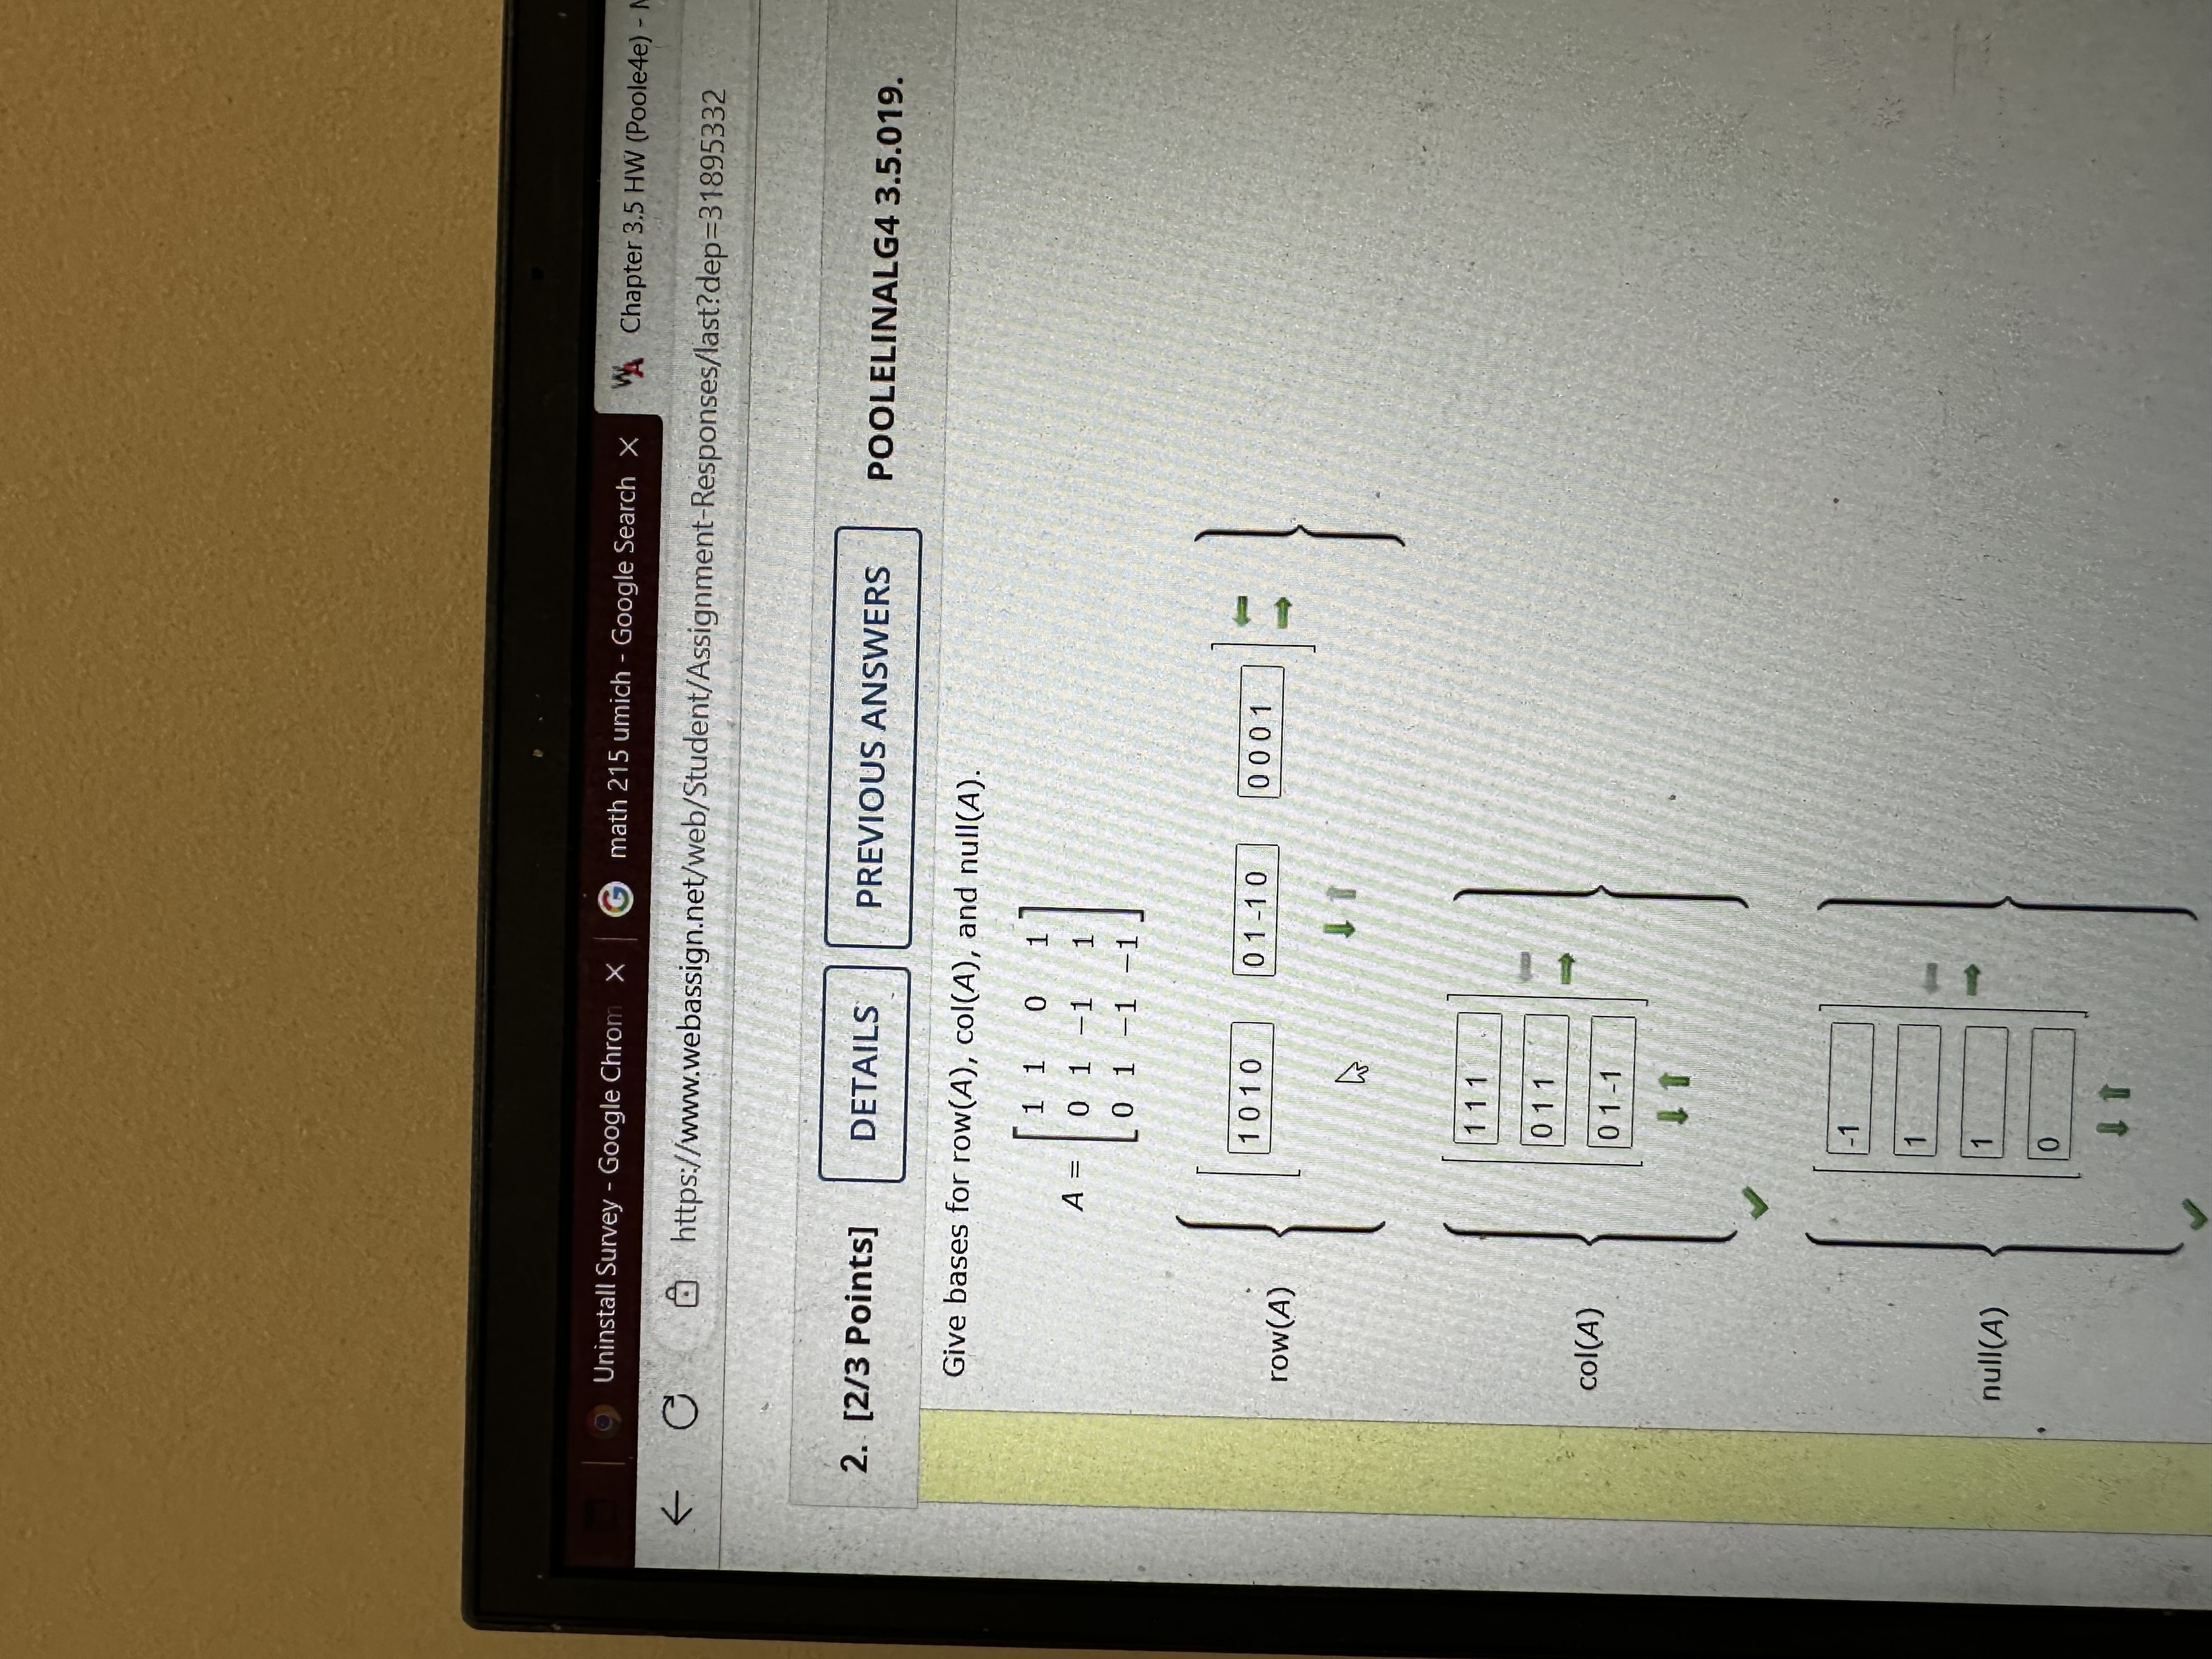 Uninstall Survey - Google Chrom
math 215 umich - Google Search
WA Chapter 3.5 HW (Poole4e) -
https://www.webassign.net/web/Student/Assignment-Responses/last?dep=31895332
2. [2/3 Points] DETAILS PREVIOUS ANSWERS POOLELINALG4 3.5.019.
Give bases for row(A), col(A), and null(A).
1 1 0 1
A = 0 1 −1 1
0 1 −1 −1
row(A) 1 0 1 0 0 1 -1 0 0 0 0 1
1 1 1
0 1 1
col(A)
0 1 -1
-1
1
null(A)
1
0